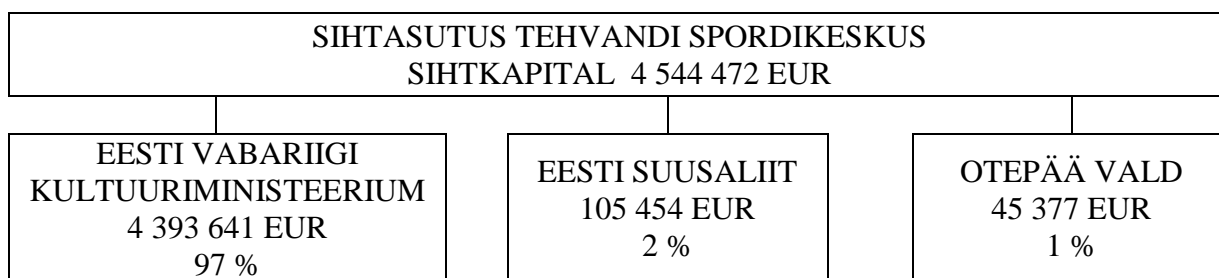 SIHTASUTUS TEHVANDI SPORDIKESKUS
SIHTKAPITAL 4 544 472 EUR
EESTI VABARIIGI
KULTUURIMINISTEERIUM
4 393 641 EUR
97 %
EESTI SUUSALIIT
105 454 EUR
2 %
OTEPÄÄ VALD
45 377 EUR
1 %